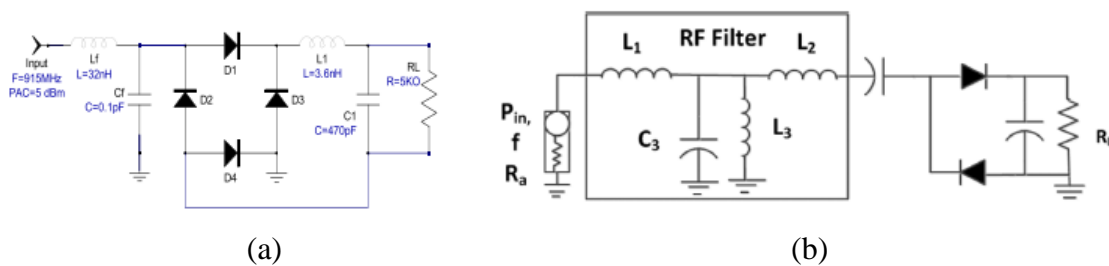 Input
F=915MHz
PAC=5 dBm
Lf
L=32nH
Cf
C=0.1pF
D1
D2
D3
D4
L1
L=3.6nH
C1
C=470pF
RL
R=5KO
(a)
RF Filter
L1
L2
L3
C3
Pin,
f
Ra
(b)